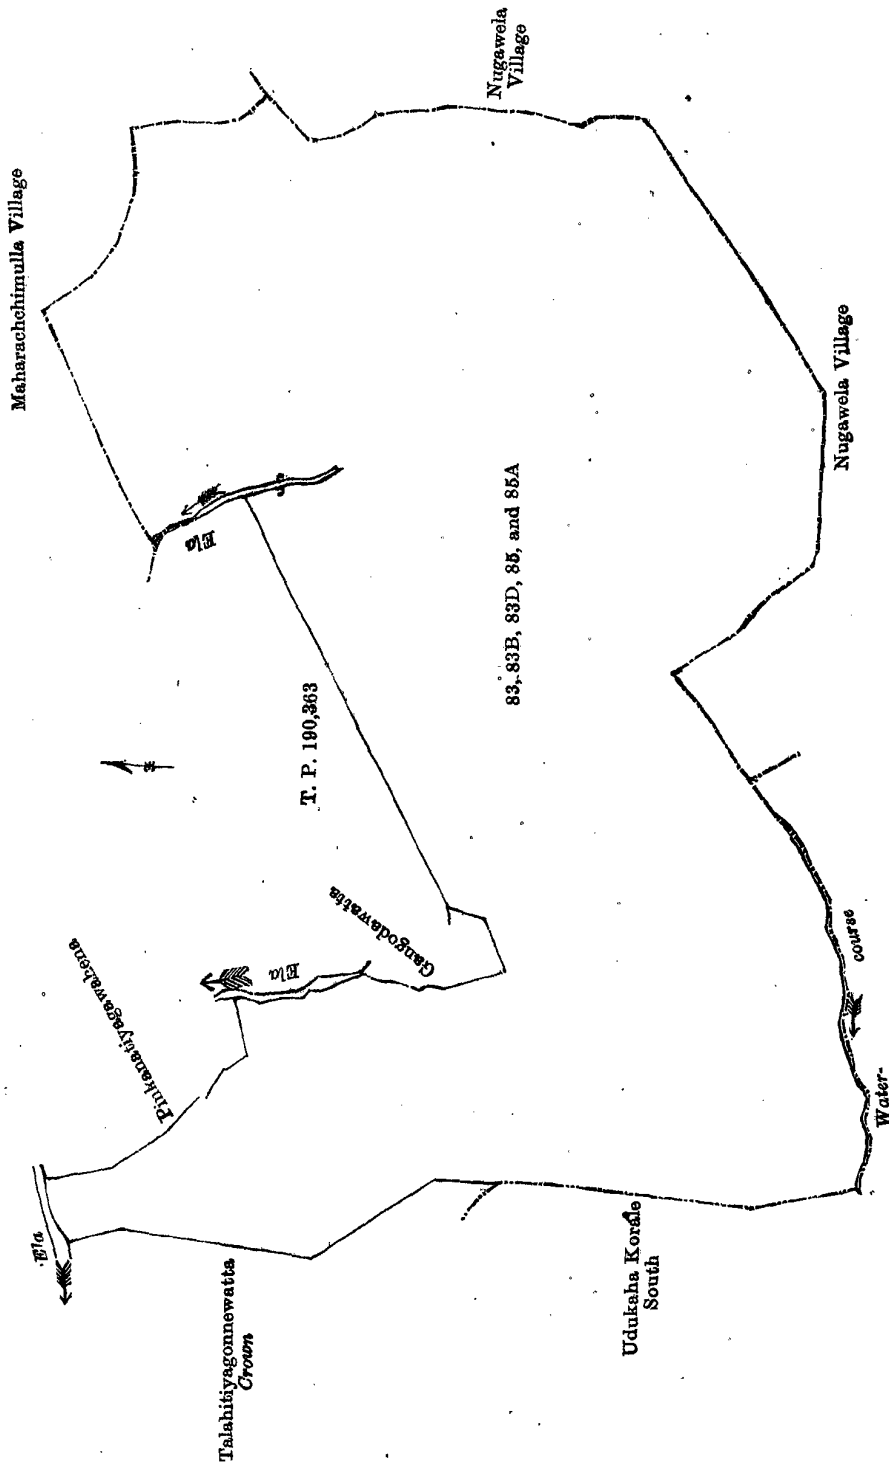 Maharachchimulla Village
Nugawela
Village
Ela
T. P. 190,363
83, 83B, 83D, 85, and 85A
Nugawela Village
Pinkanatiyagawahena
Gangodawatta
Ela
Ela
Talahitiyagonnewatta
Crown
Udukaha Korale
South
Water-
course